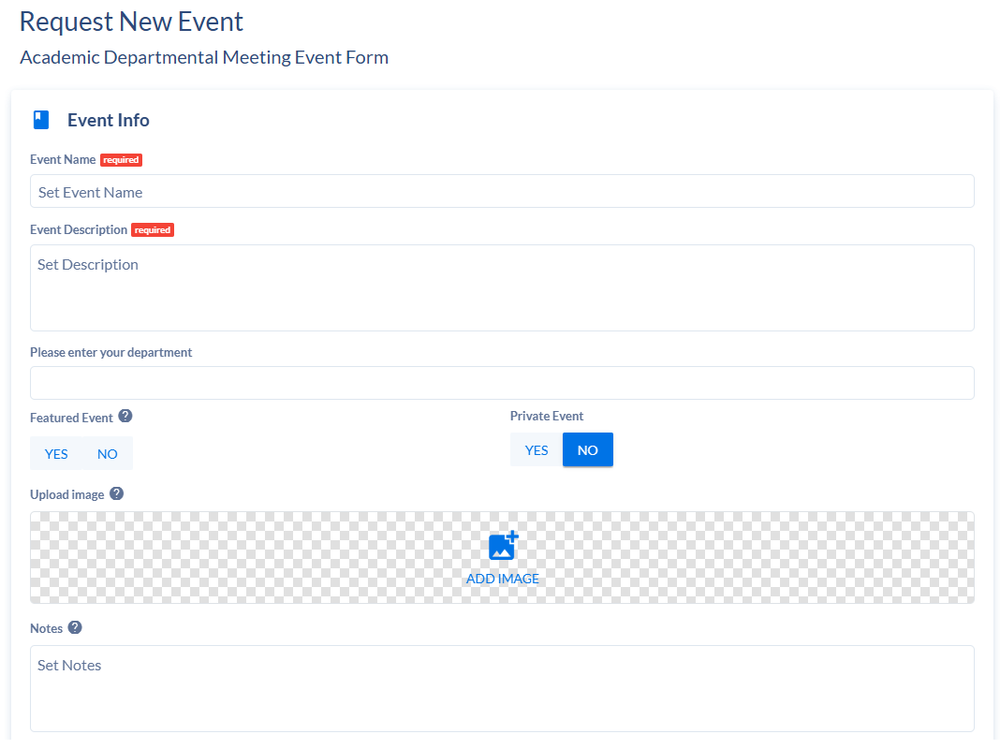 Request New Event
Academic Departmental Meeting Event Form
Event Info
Event Name required
Set Event Name
Event Description required
Set Description
Please enter your department
Featured Event ?
Private Event
YES NO
YES NO
Upload image ?
ADD IMAGE
Notes ?
Set Notes